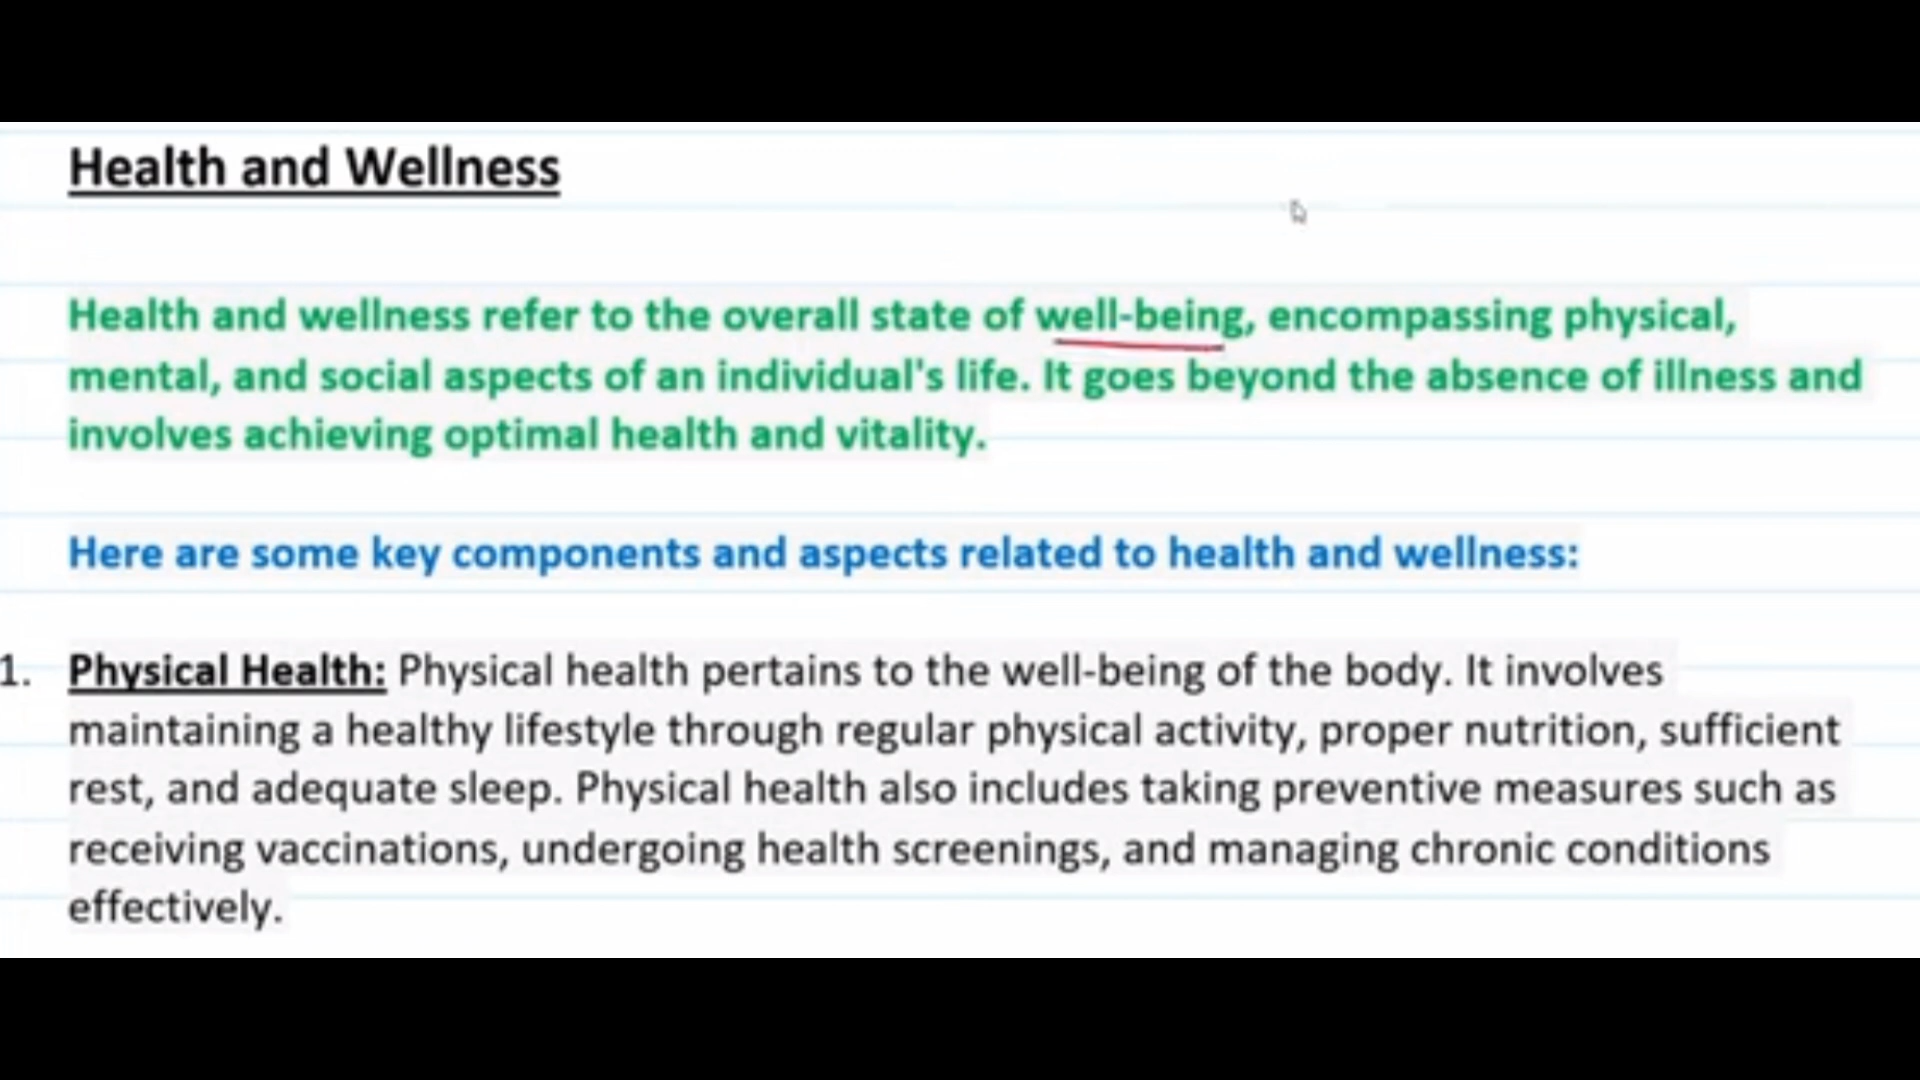 Health and Wellness
Health and wellness refer to the overall state of well-being, encompassing physical,
mental, and social aspects of an individual's life. It goes beyond the absence of illness and
involves achieving optimal health and vitality.
Here are some key components and aspects related to health and wellness:
1. Physical Health: Physical health pertains to the well-being of the body. It involves
maintaining a healthy lifestyle through regular physical activity, proper nutrition, sufficient
rest, and adequate sleep. Physical health also includes taking preventive measures such as
receiving vaccinations, undergoing health screenings, and managing chronic conditions
effectively.